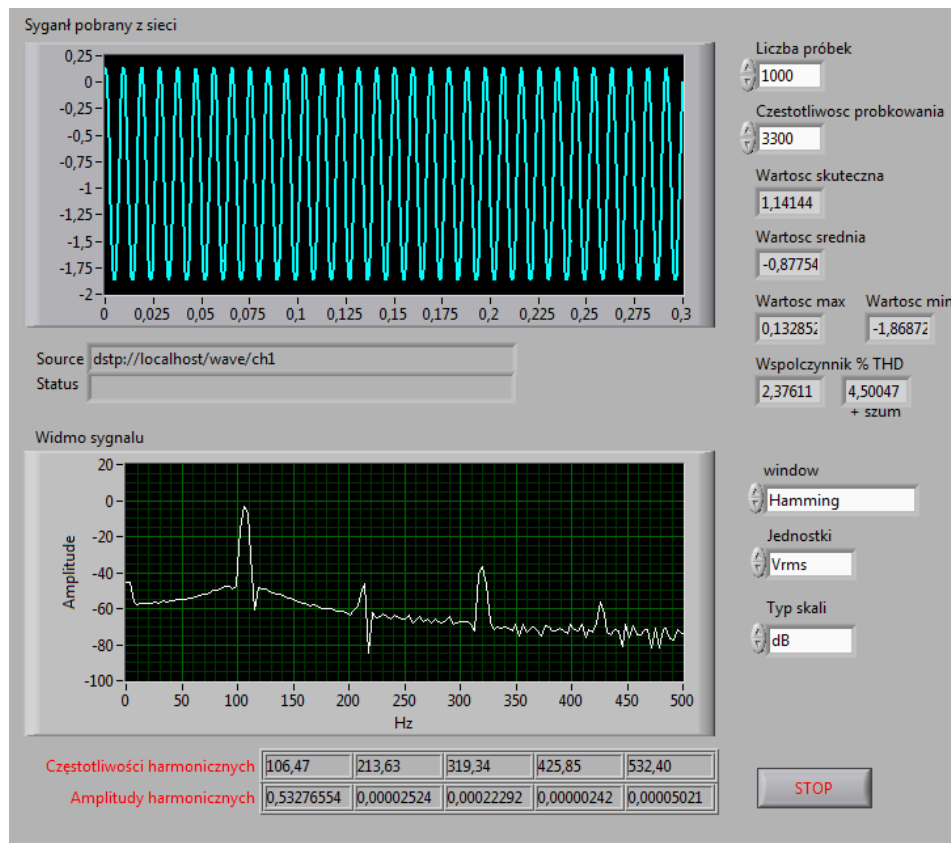 Syganł pobrany z sieci
0,25
0
-0,25
-0,5
-0,75
-1
-1,25
-1,5
-1,75
-2
0 0,025 0,05 0,075 0,1 0,125 0,15 0,175 0,2 0,225 0,25 0,275 0,3
Liczba próbek
1000
Czestotliwosc probkowania
3300
Wartosc skuteczna
1,14144
Wartosc srednia
-0,87754
Wartosc max Wartosc min
0,132852 -1,86872
Wspolczynnik % THD
2,37611 4,50047
+ szum
Source dstp://localhost/wave/ch1
Status
Widmo sygnalu
20
0
-20
-40
-60
-80
-100
Amplitude
0 50 100 150 200 250 300 350 400 450 500
Hz
window
Hamming
Jednostki
Vrms
Typ skali
dB
Częstotliwości harmonicznych 106,47 213,63 319,34 425,85 532,40
Amplitudy harmonicznych 0,53276554 0,00002524 0,00022292 0,00000242 0,00005021
STOP